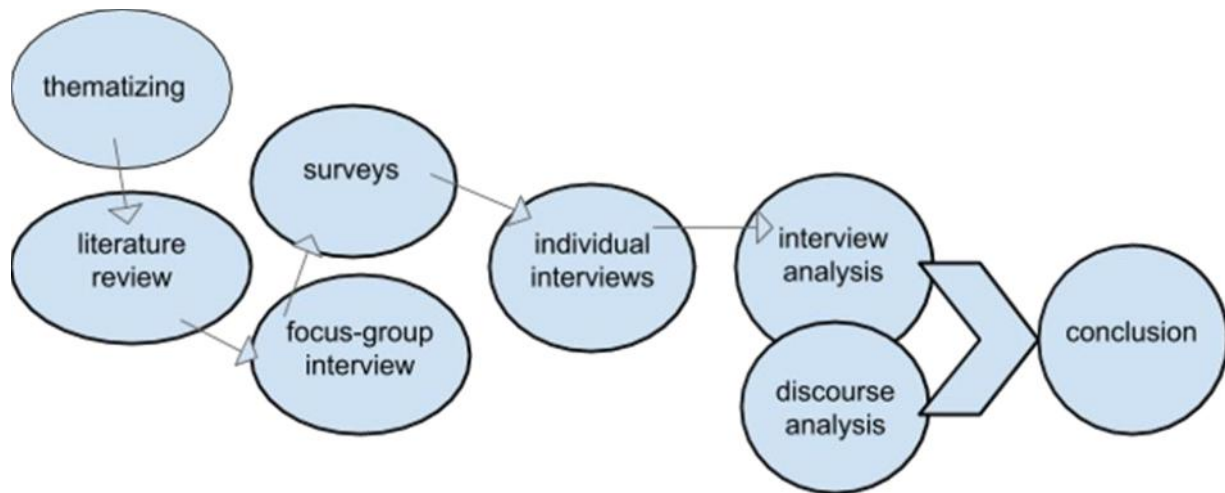 thematizing
literature
review
focus-group
interview
surveys
individual
interviews
interview
analysis
discourse
analysis
conclusion